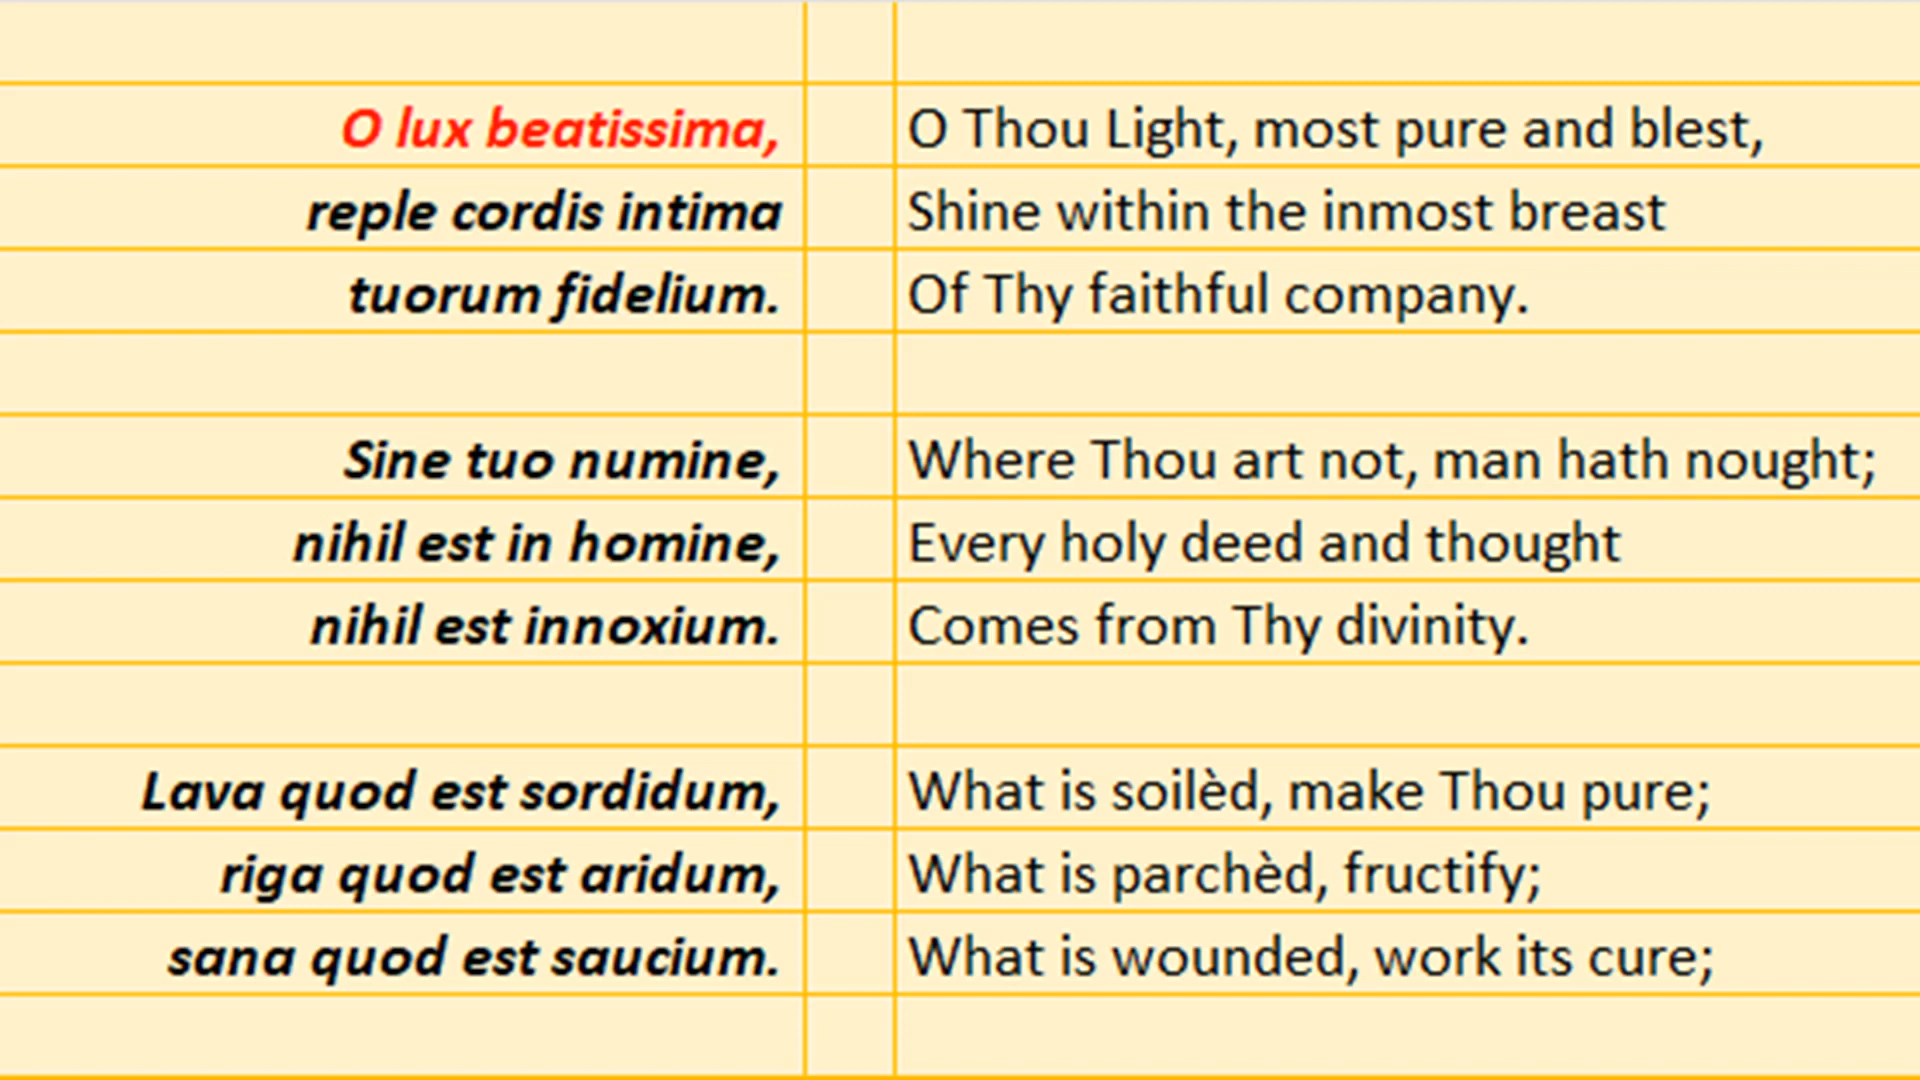 O lux beatissima, O Thou Light, most pure and blest,
reple cordis intima Shine within the inmost breast
tuorum fidelium. Of Thy faithful company.
Sine tuo numine, Where Thou art not, man hath nought;
nihil est in homine, Every holy deed and thought
nihil est innoxium. Comes from Thy divinity.
Lava quod est sordidum, What is soilèd, make Thou pure;
riga quod est aridum, What is parchèd, fructify;
sana quod est saucium. What is wounded, work its cure;